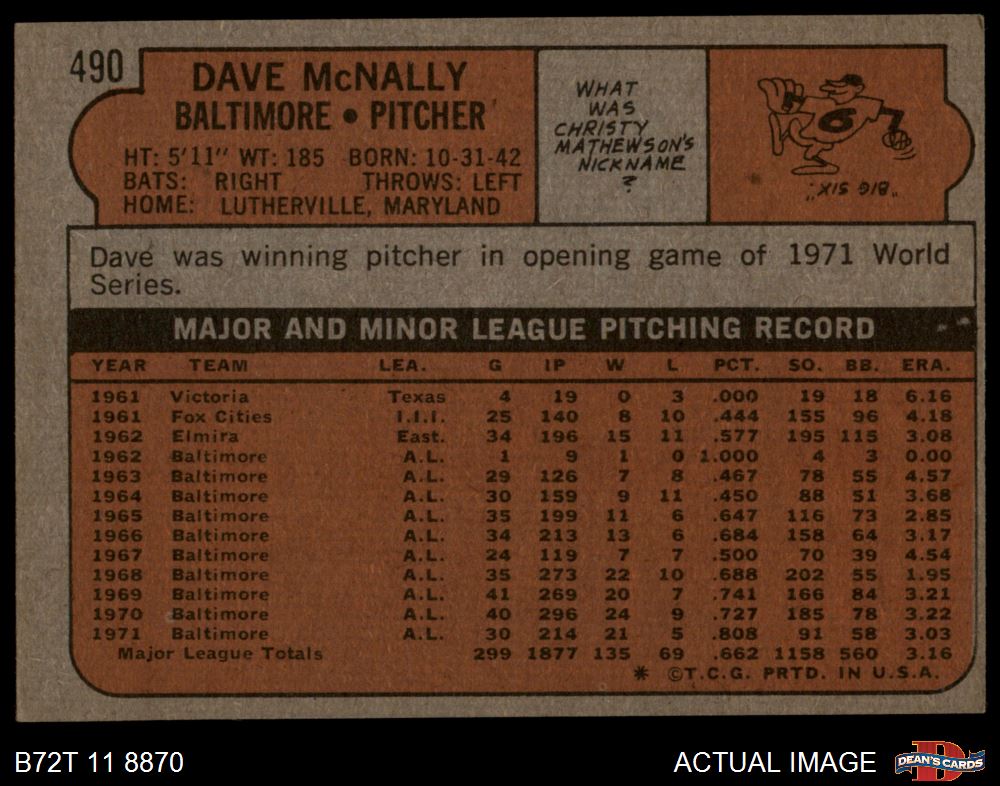 490
DAVE McNALLY
BALTIMORE • PITCHER
HT: 5'11" WT: 185 BORN: 10-31-42
BATS: RIGHT THROWS: LEFT
HOME: LUTHERVILLE, MARYLAND
WHAT
WAS
CHRISTY
MATHEWSON'S
NICKNAME
?
6
"BIG SIX"
Dave was winning pitcher in opening game of 1971 World
Series.
MAJOR AND MINOR LEAGUE PITCHING RECORD
YEAR TEAM LEA. G IP W L PCT. SO. BB. ERA.
1961 Victoria Texas 4 19 0 3 .000 19 18 6.16
1961 Fox Cities I.I.I. 25 140 8 10 .444 155 96 4.18
1962 Elmira East. 34 196 15 11 .577 195 115 3.08
1962 Baltimore A.L. 1 9 1 0 1.000 4 3 0.00
1963 Baltimore A.L. 29 126 7 8 .467 78 55 4.57
1964 Baltimore A.L. 30 159 9 11 .450 88 51 3.68
1965 Baltimore A.L. 35 199 11 6 .647 116 73 2.85
1966 Baltimore A.L. 34 213 13 6 .684 158 64 3.17
1967 Baltimore A.L. 24 119 7 7 .500 70 39 4.54
1968 Baltimore A.L. 35 273 22 10 .688 202 55 1.95
1969 Baltimore A.L. 41 269 20 7 .741 166 84 3.21
1970 Baltimore A.L. 40 296 24 9 .727 185 78 3.22
1971 Baltimore A.L. 30 214 21 5 .808 91 58 3.03
Major League Totals 299 1877 135 69 .662 1158 560 3.16
* ©T.C.G. PRTD. IN U.S.A.
B72T 11 8870
ACTUAL IMAGE
D
DEAN'S CARDS